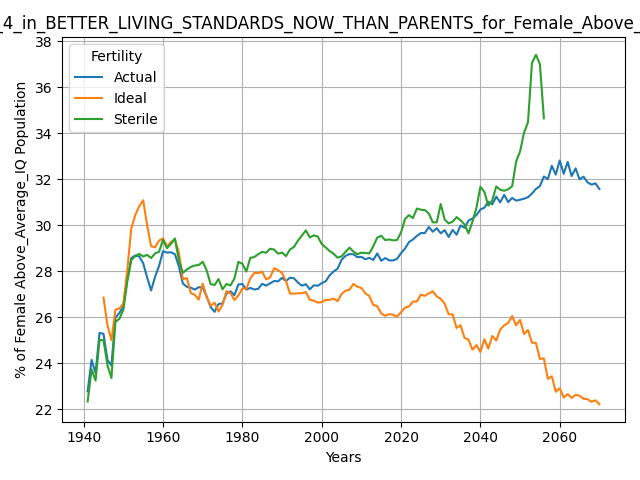 _4_in_BETTER_LIVING_STANDARDS_NOW_THAN_PARENTS_for_Female_Above_
38
36
34
32
30
28
26
24
22
% of Female Above_Average_IQ Population
Fertility
Actual
Ideal
Sterile
1940 1960 1980 2000 2020 2040 2060
Years